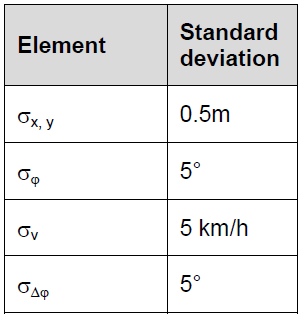 Element Standard deviation
σx, y 0.5m
σφ 5°
σv 5 km/h
σΔφ 5°